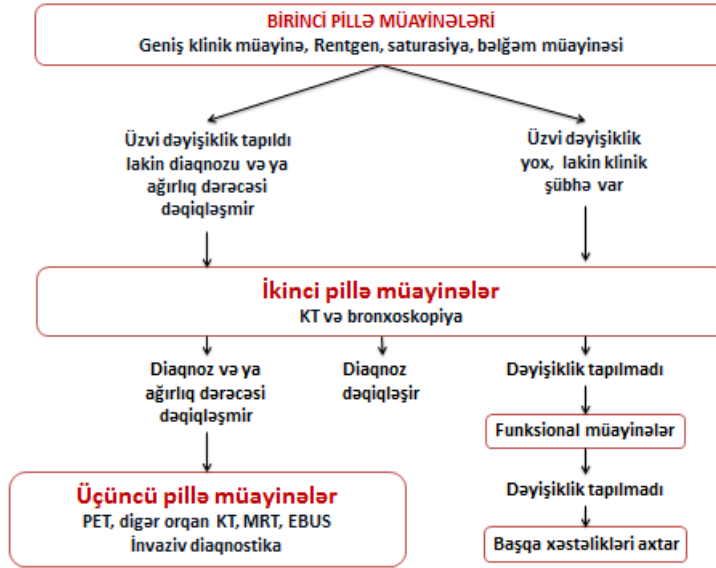 BİRİNCİ PİLLƏ MÜAYİNƏLƏRİ
Geniş klinik müayinə, Rentgen, saturasiya, bəlğəm müayinəsi
Üzvi dəyişiklik tapıldı
lakin diaqnozu və ya
ağırlıq dərəcəsi
dəqiqləşmir
Üzvi dəyişiklik
yox, lakin klinik
şübhə var
İkinci pillə müayinələr
KT və bronxoskopiya
Diaqnoz və ya
ağırlıq dərəcəsi
dəqiqləşmir
Diaqnoz
dəqiqləşir
Dəyişiklik tapılmadı
Funksional müayinələr
Üçüncü pillə müayinələr
PET, digər orqan KT, MRT, EBUS
İnvaziv diaqnostika
Dəyişiklik tapılmadı
Başqa xəstəlikləri axtar